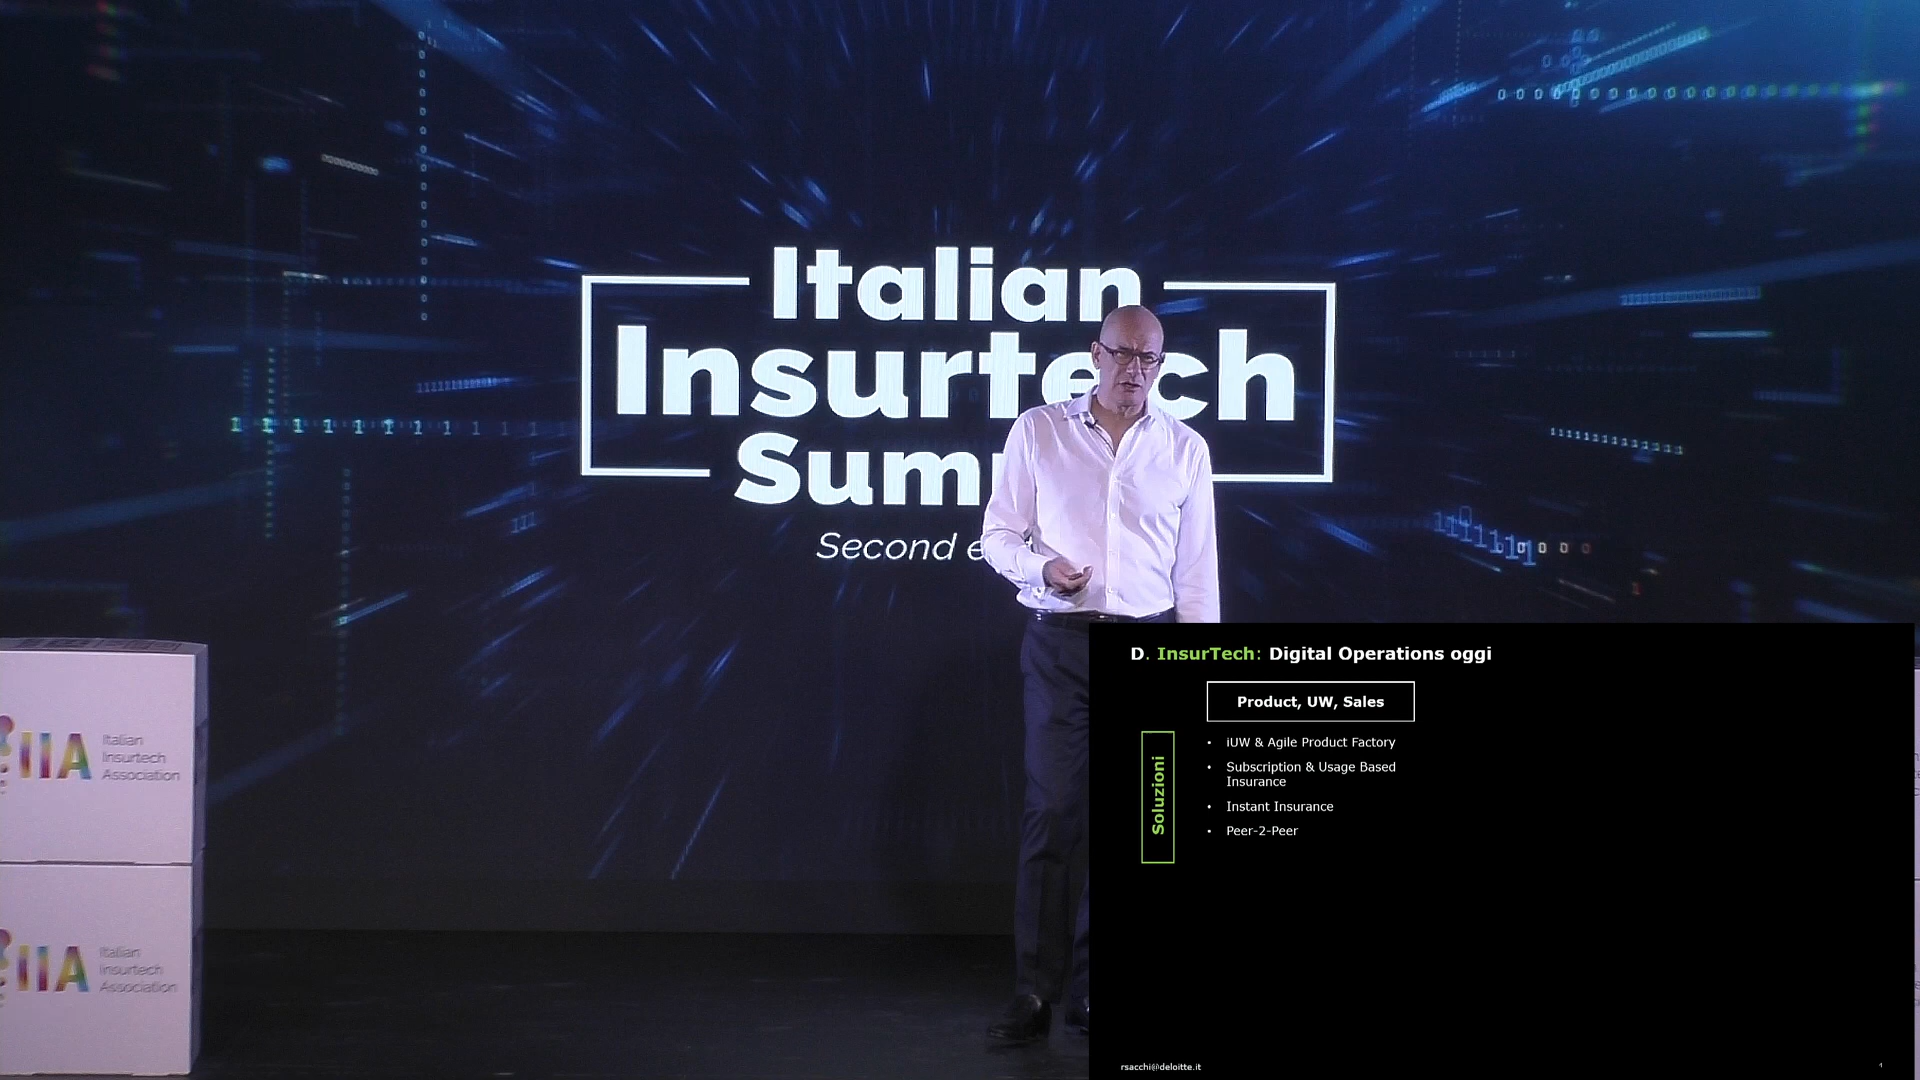 Italian
Insurtech
Summ
Second e
IIA Italian
Insurtech
Association
IIA Italian
Insurtech
Association
D. InsurTech: Digital Operations oggi
Product, UW, Sales
Soluzioni
• iUW & Agile Product Factory
• Subscription & Usage Based
Insurance
• Instant Insurance
• Peer-2-Peer
rsacchi@deloitte.it